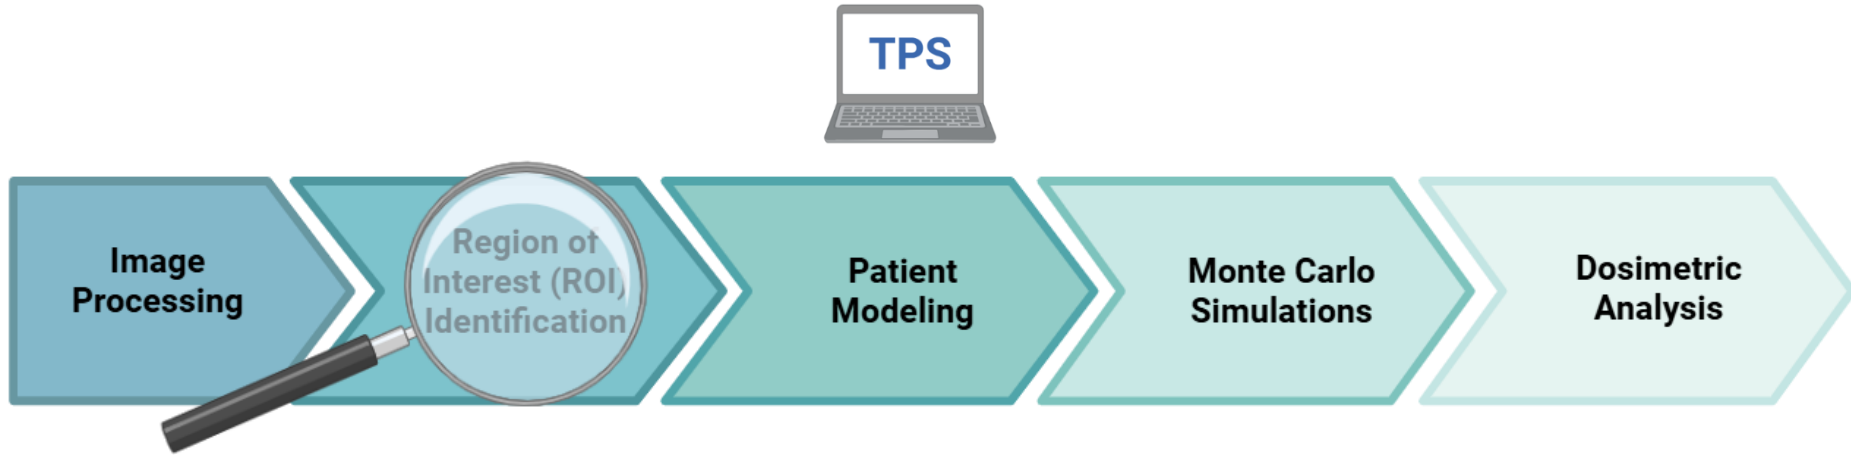 TPS
Image
Processing
Region of
Interest (ROI)
Identification
Patient
Modeling
Monte Carlo
Simulations
Dosimetric
Analysis